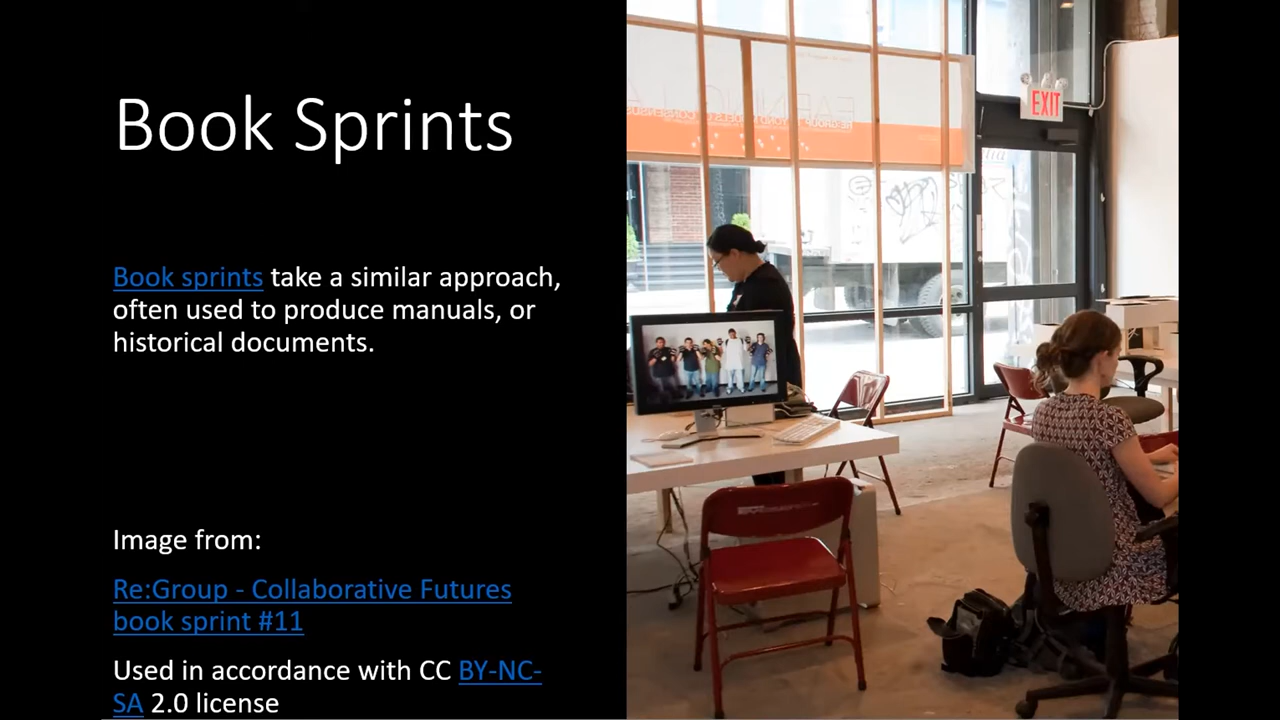 Book Sprints
Book sprints take a similar approach,
often used to produce manuals, or
historical documents.
Image from:
Re:Group - Collaborative Futures
book sprint #11
Used in accordance with CC BY-NC-
SA 2.0 license
EXIT